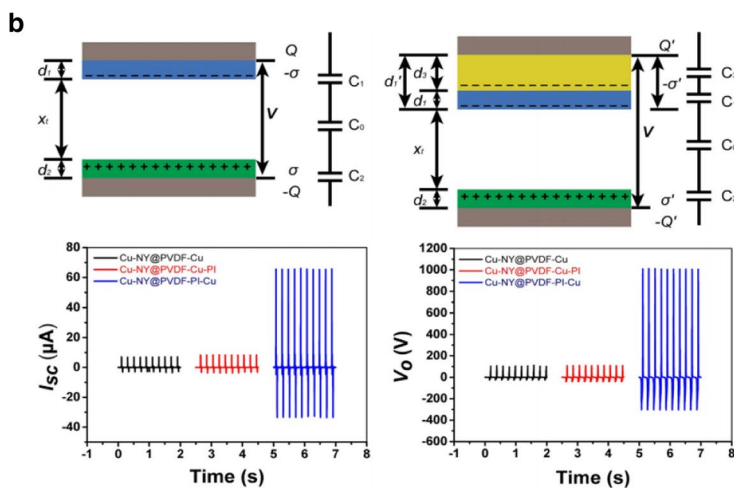 b
Q
-σ
d₁
xₜ
V
d₂
σ
-Q
C₁
C₀
C₂
Q'
d₁'
d₃
d₁
-σ'
xₜ
V
d₂
σ'
-Q'
C
C
C
C
80
60
40
20
0
-20
-40
Isc (µA)
Cu-NY@PVDF-Cu
Cu-NY@PVDF-Cu-PI
Cu-NY@PVDF-PI-Cu
-1 0 1 2 3 4 5 6 7 8
Time (s)
1200
1000
800
600
400
200
0
-200
-400
-600
Vo (V)
Cu-NY@PVDF-Cu
Cu-NY@PVDF-Cu-PI
Cu-NY@PVDF-PI-Cu
-1 0 1 2 3 4 5 6 7 8
Time (s)